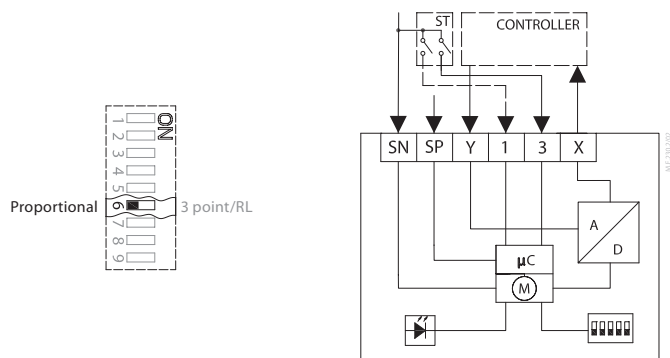 ST
CONTROLLER
ON
1
2
3
4
5
Proportional
6
3 point/RL
7
8
9
SN SP Y 1 3 X
A
D
µC
M